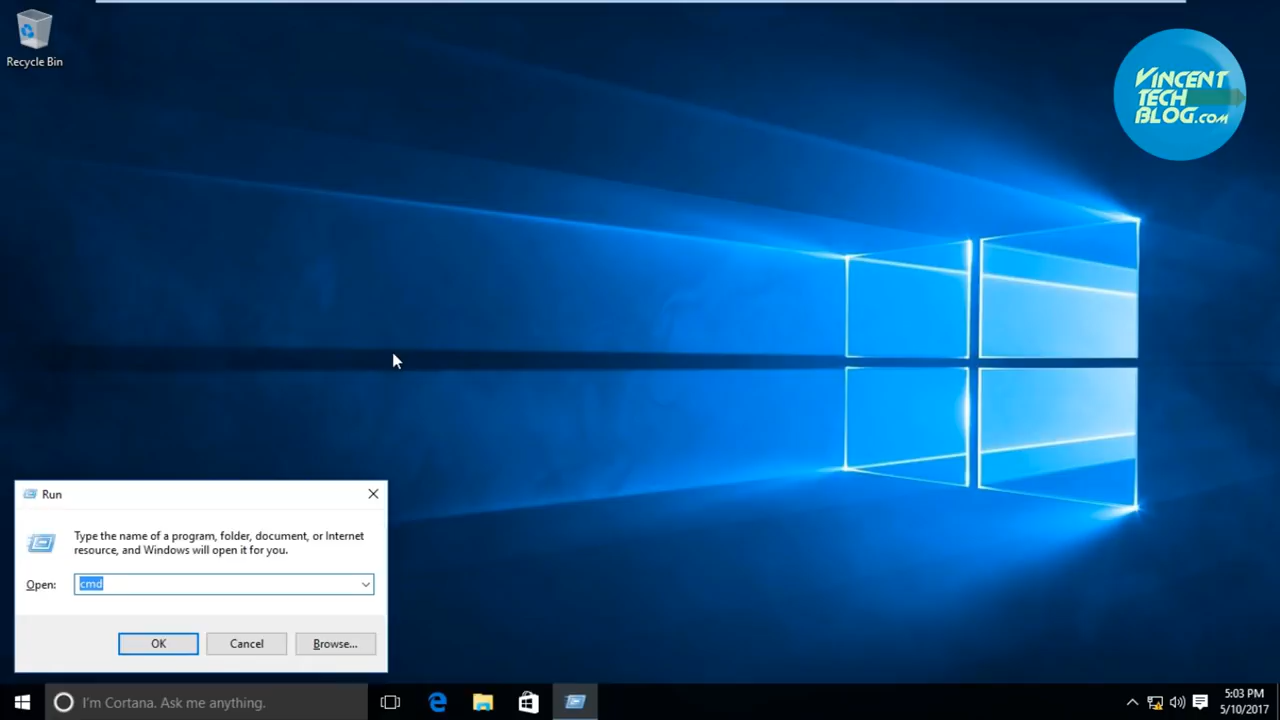 Recycle Bin
VINCENT
TECH
BLOG.COM
Run
Type the name of a program, folder, document, or Internet
resource, and Windows will open it for you.
Open: cmd
OK Cancel Browse...
I'm Cortana. Ask me anything.
5:03 PM
5/10/2017